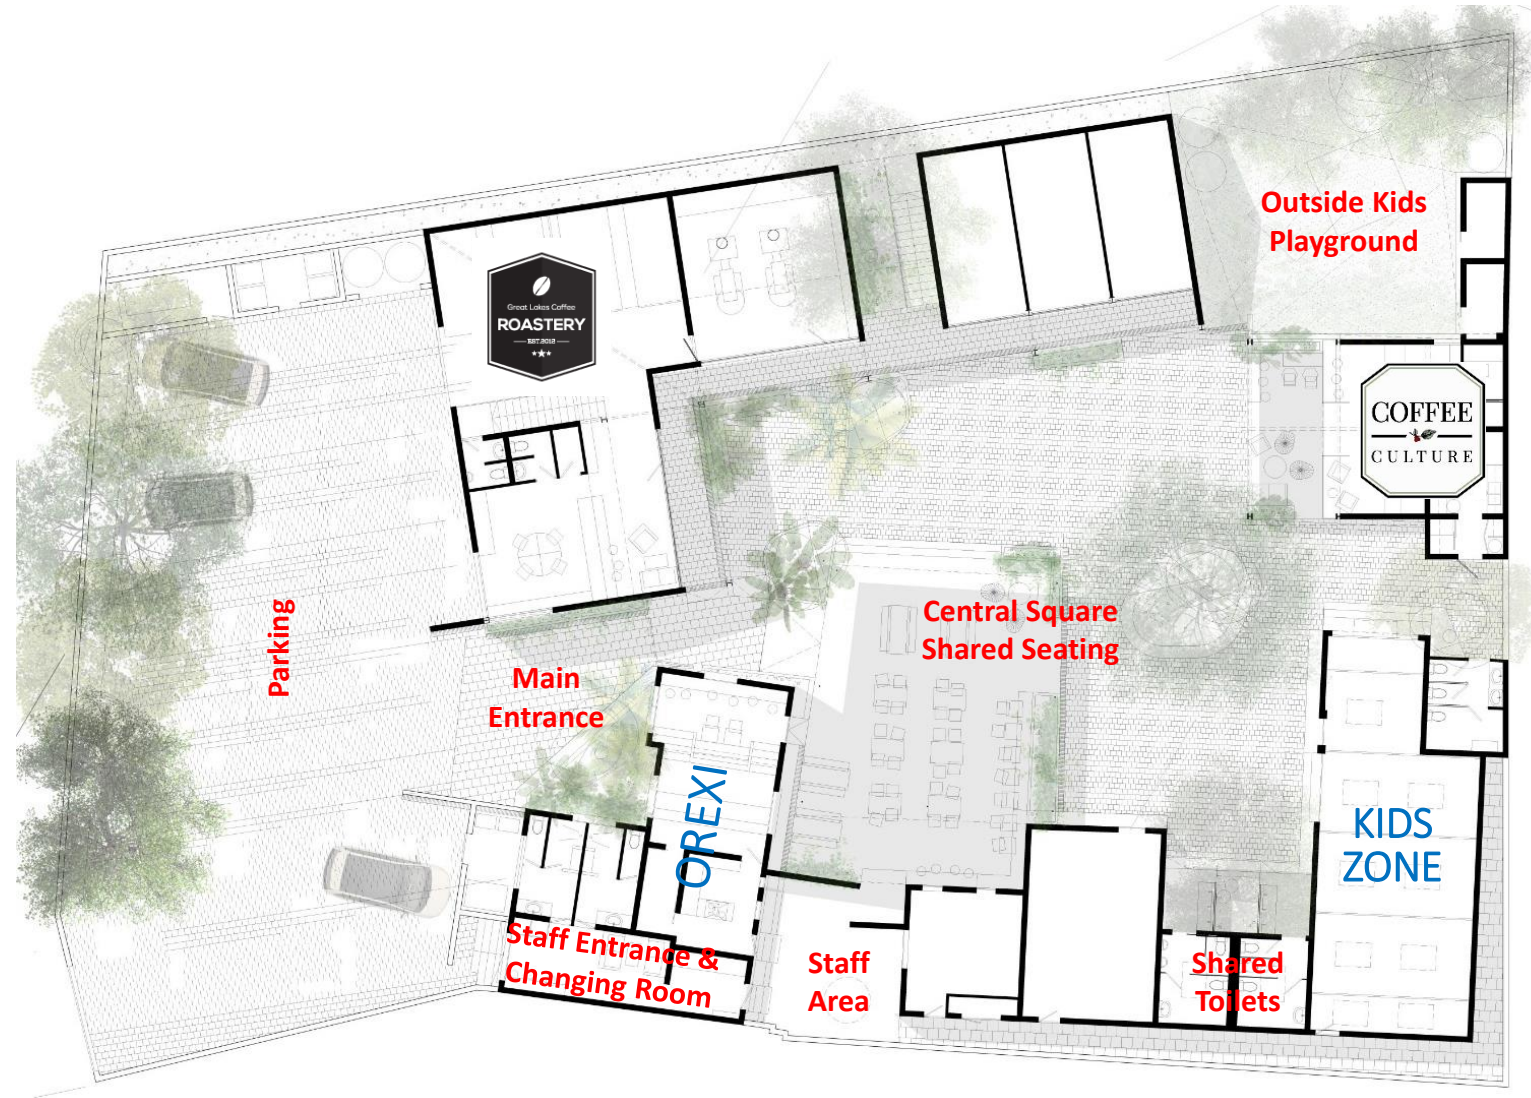 Outside Kids
Playground
Great Lakes Coffee
ROASTERY
EST.2012
COFFEE
CULTURE
Parking
Central Square
Shared Seating
Main
Entrance
OREXI
KIDS
ZONE
Staff Entrance &
Changing Room
Staff
Area
Shared
Toilets